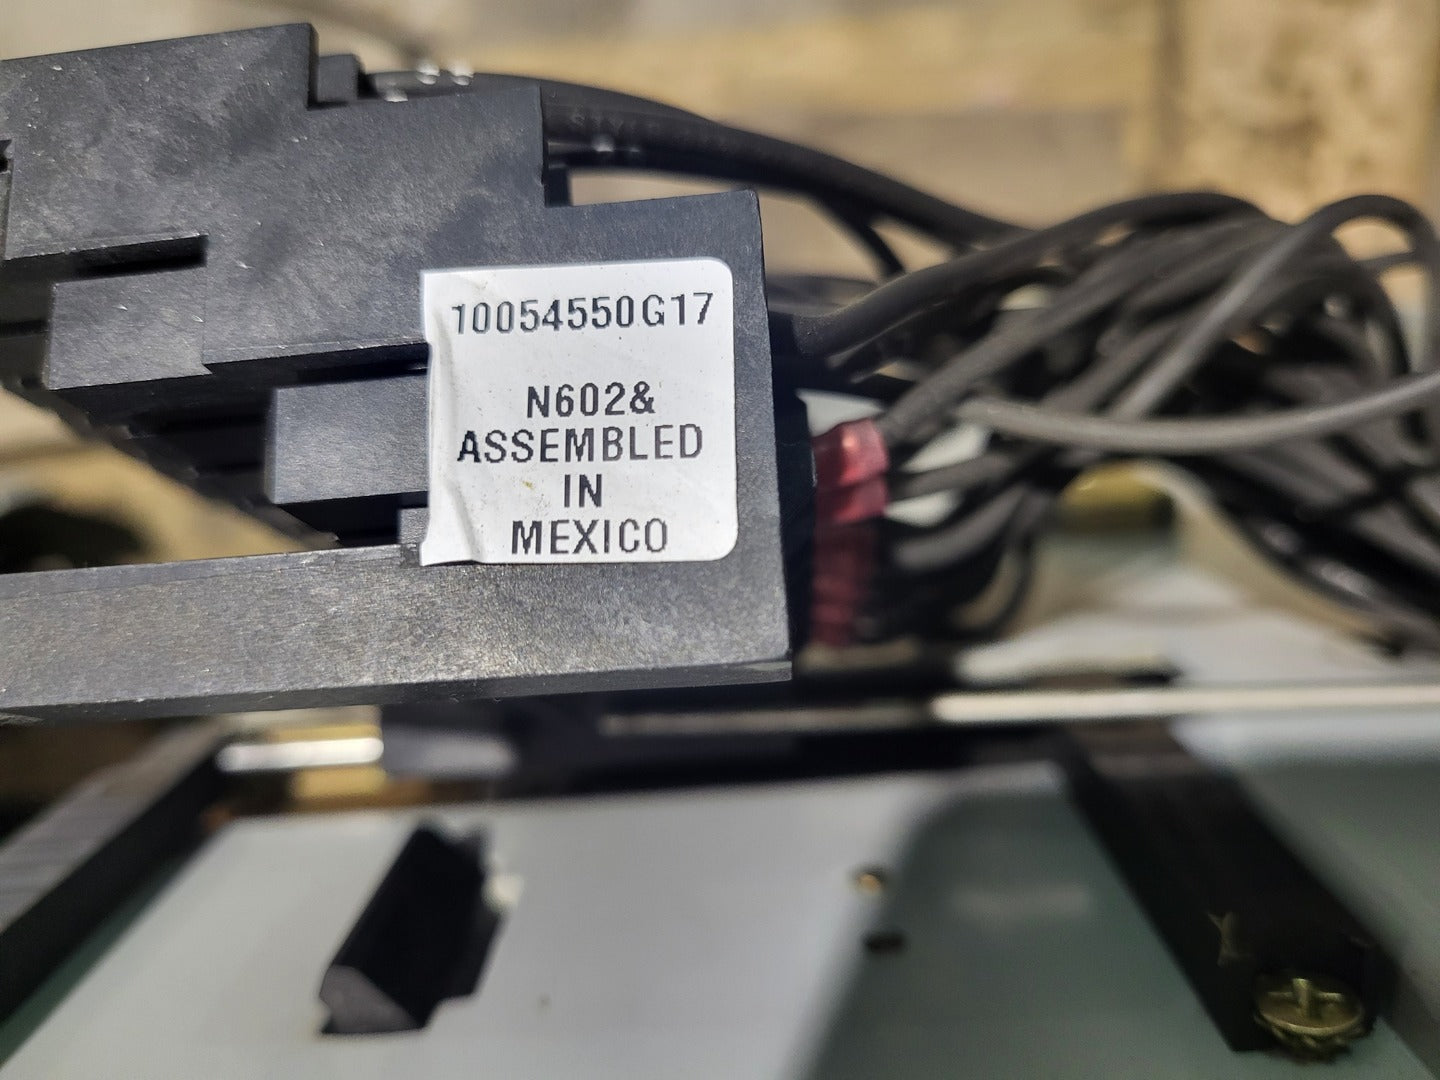 10054550G17
N602&
ASSEMBLED
IN
MEXICO